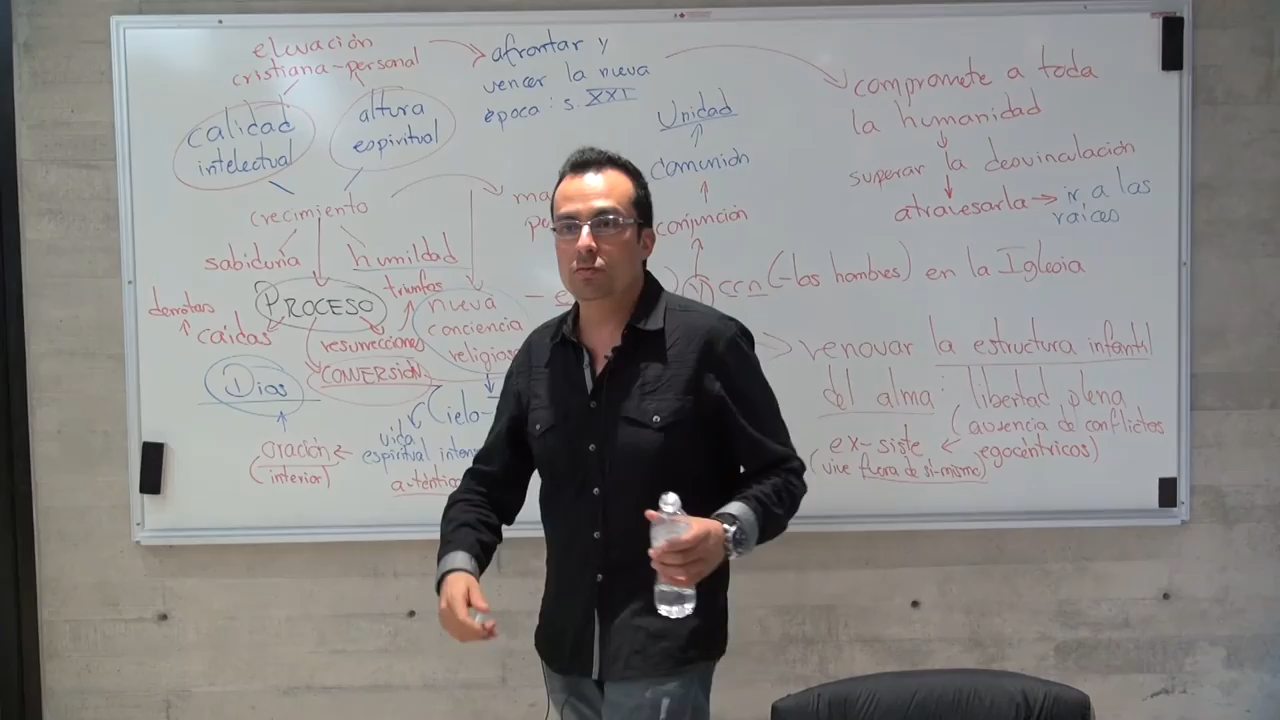 elevación
cristiana-personal
calidad
intelectual
altura
espiritual
crecimiento
sabiduría
humildad
PROCESO
derrotas
caídas
triunfos
resurrecciones
CONVERSIÓN
Dios
oración
(interior)
nueva
conciencia
Cielo-
vida
espiritual
afrontar y
vencer la nueva
época: s. XXI
Unidad
comunión
conjunción
compromete a toda
la humanidad
superar la desvinculación
atravesarla → ir a las
raíces
(-los hombres) en la Iglesia
renovar la estructura infantil
del alma: libertad plena
(ausencia de conflictos
egocéntricos)
ex-siste
(vive fuera de sí-mismo)